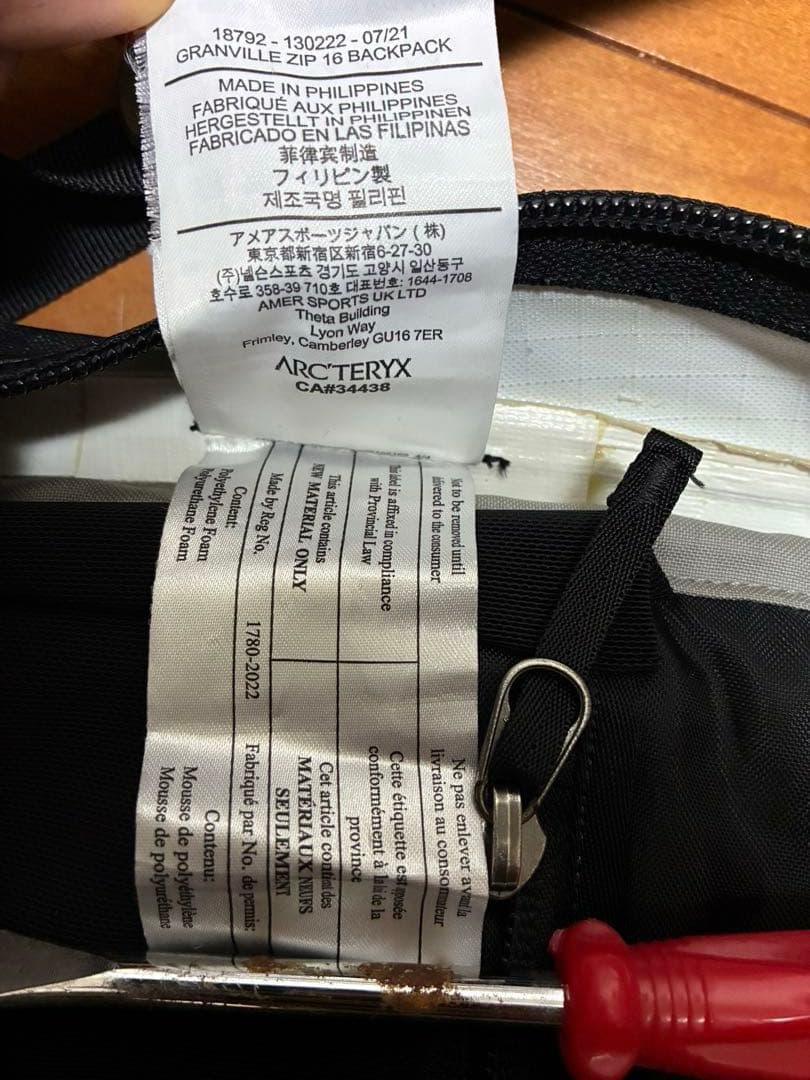 18792 - 130222 - 07/21
GRANVILLE ZIP 16 BACKPACK
MADE IN PHILIPPINES
FABRIQUÉ AUX PHILIPPINES
HERGESTELLT IN PHILIPPINEN
FABRICADO EN LAS FILIPINAS
菲律宾制造
フィリピン製
제조국명 필리핀
アメアスポーツジャパン (株)
東京都新宿区新宿6-27-30
(주)넬슨스포츠 경기도 고양시 일산동구
호수로 358-39 710호 대표번호: 1644-1708
AMER SPORTS UK LTD
Theta Building
Lyon Way
Frimley, Camberley GU16 7ER
ARC'TERYX
CA#34438
Not to be removed until
delivered to the consumer
This label is affixed in compliance
with Provincial Law
This article contains
NEW MATERIAL ONLY
Made by Reg No.
1780-2022
Content:
Polyethylene Foam
Polyurethane Foam
Ne pas enlever avant la
livraison au consommateur
Cette étiquette est apposée
conformément à la loi de la
province
Cet article contient des
MATÉRIAUX NEUFS
SEULEMENT
Fabriqué par No. de permis:
Contenu:
Mousse de polyéthylène
Mousse de polyuréthane